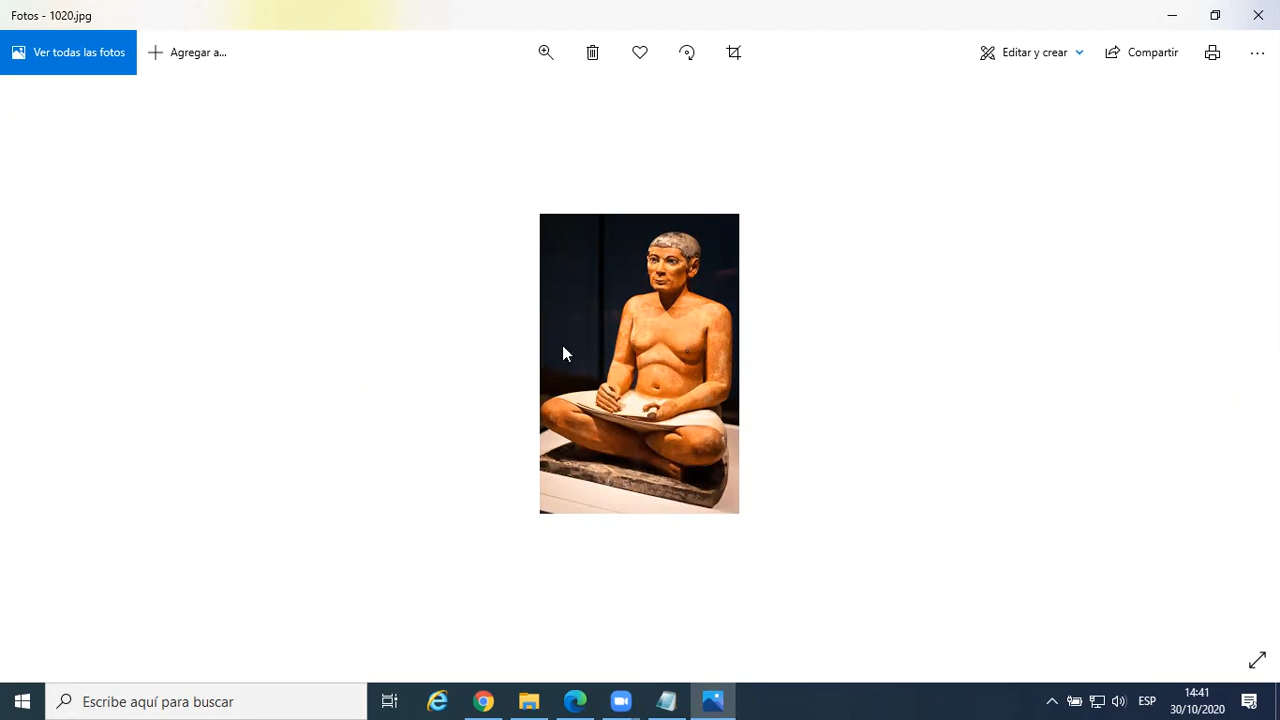 Fotos - 1020.jpg
Ver todas las fotos
Agregar a...
Editar y crear
Compartir
Escribe aquí para buscar
ESP
14:41
30/10/2020